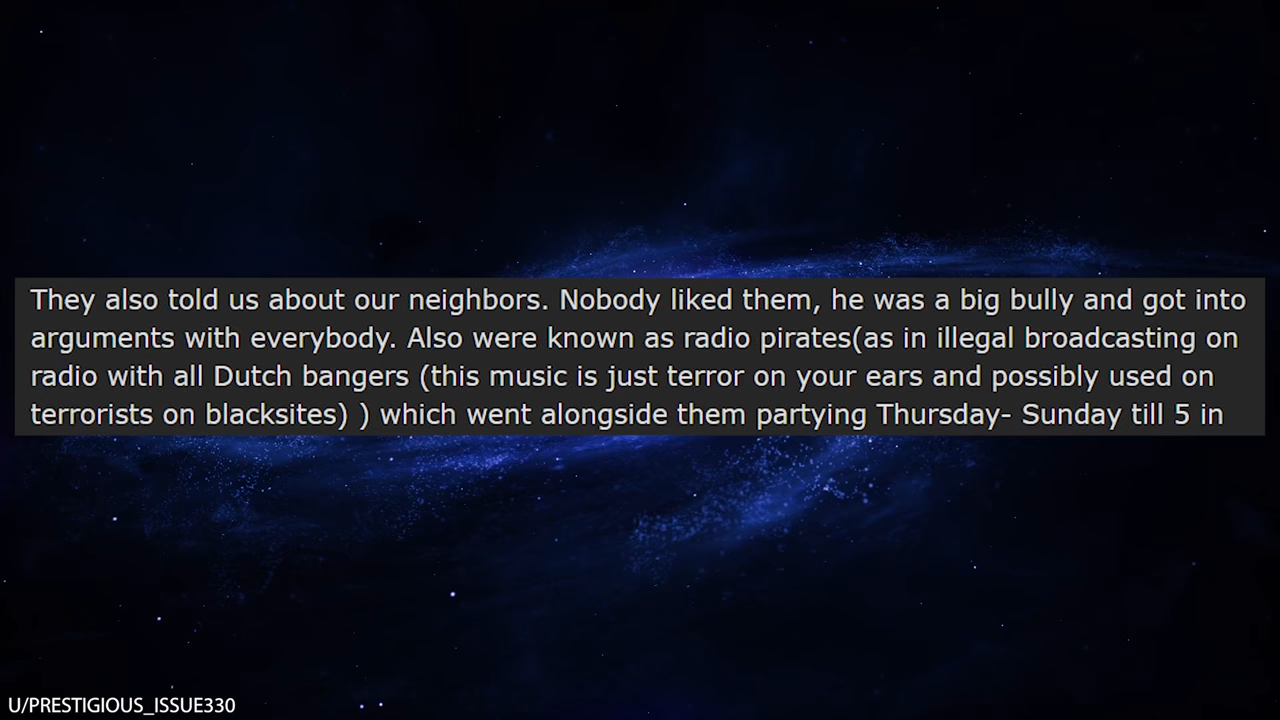 They also told us about our neighbors. Nobody liked them, he was a big bully and got into
arguments with everybody. Also were known as radio pirates(as in illegal broadcasting on
radio with all Dutch bangers (this music is just terror on your ears and possibly used on
terrorists on blacksites) ) which went alongside them partying Thursday- Sunday till 5 in
U/PRESTIGIOUS_ISSUE330